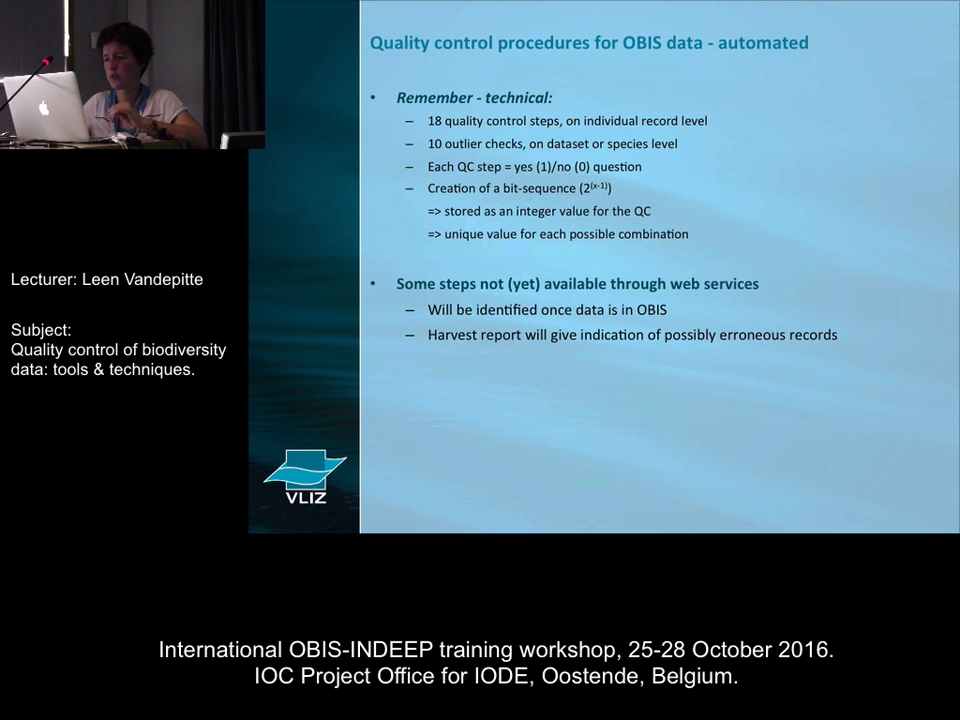 Quality control procedures for OBIS data - automated
• Remember - technical:
– 18 quality control steps, on individual record level
– 10 outlier checks, on dataset or species level
– Each QC step = yes (1)/no (0) question
– Creation of a bit-sequence (2^(x-1))
=> stored as an integer value for the QC
=> unique value for each possible combination
• Some steps not (yet) available through web services
– Will be identified once data is in OBIS
– Harvest report will give indication of possibly erroneous records
Lecturer: Leen Vandepitte
Subject:
Quality control of biodiversity
data: tools & techniques.
VLIZ
International OBIS-INDEEP training workshop, 25-28 October 2016.
IOC Project Office for IODE, Oostende, Belgium.